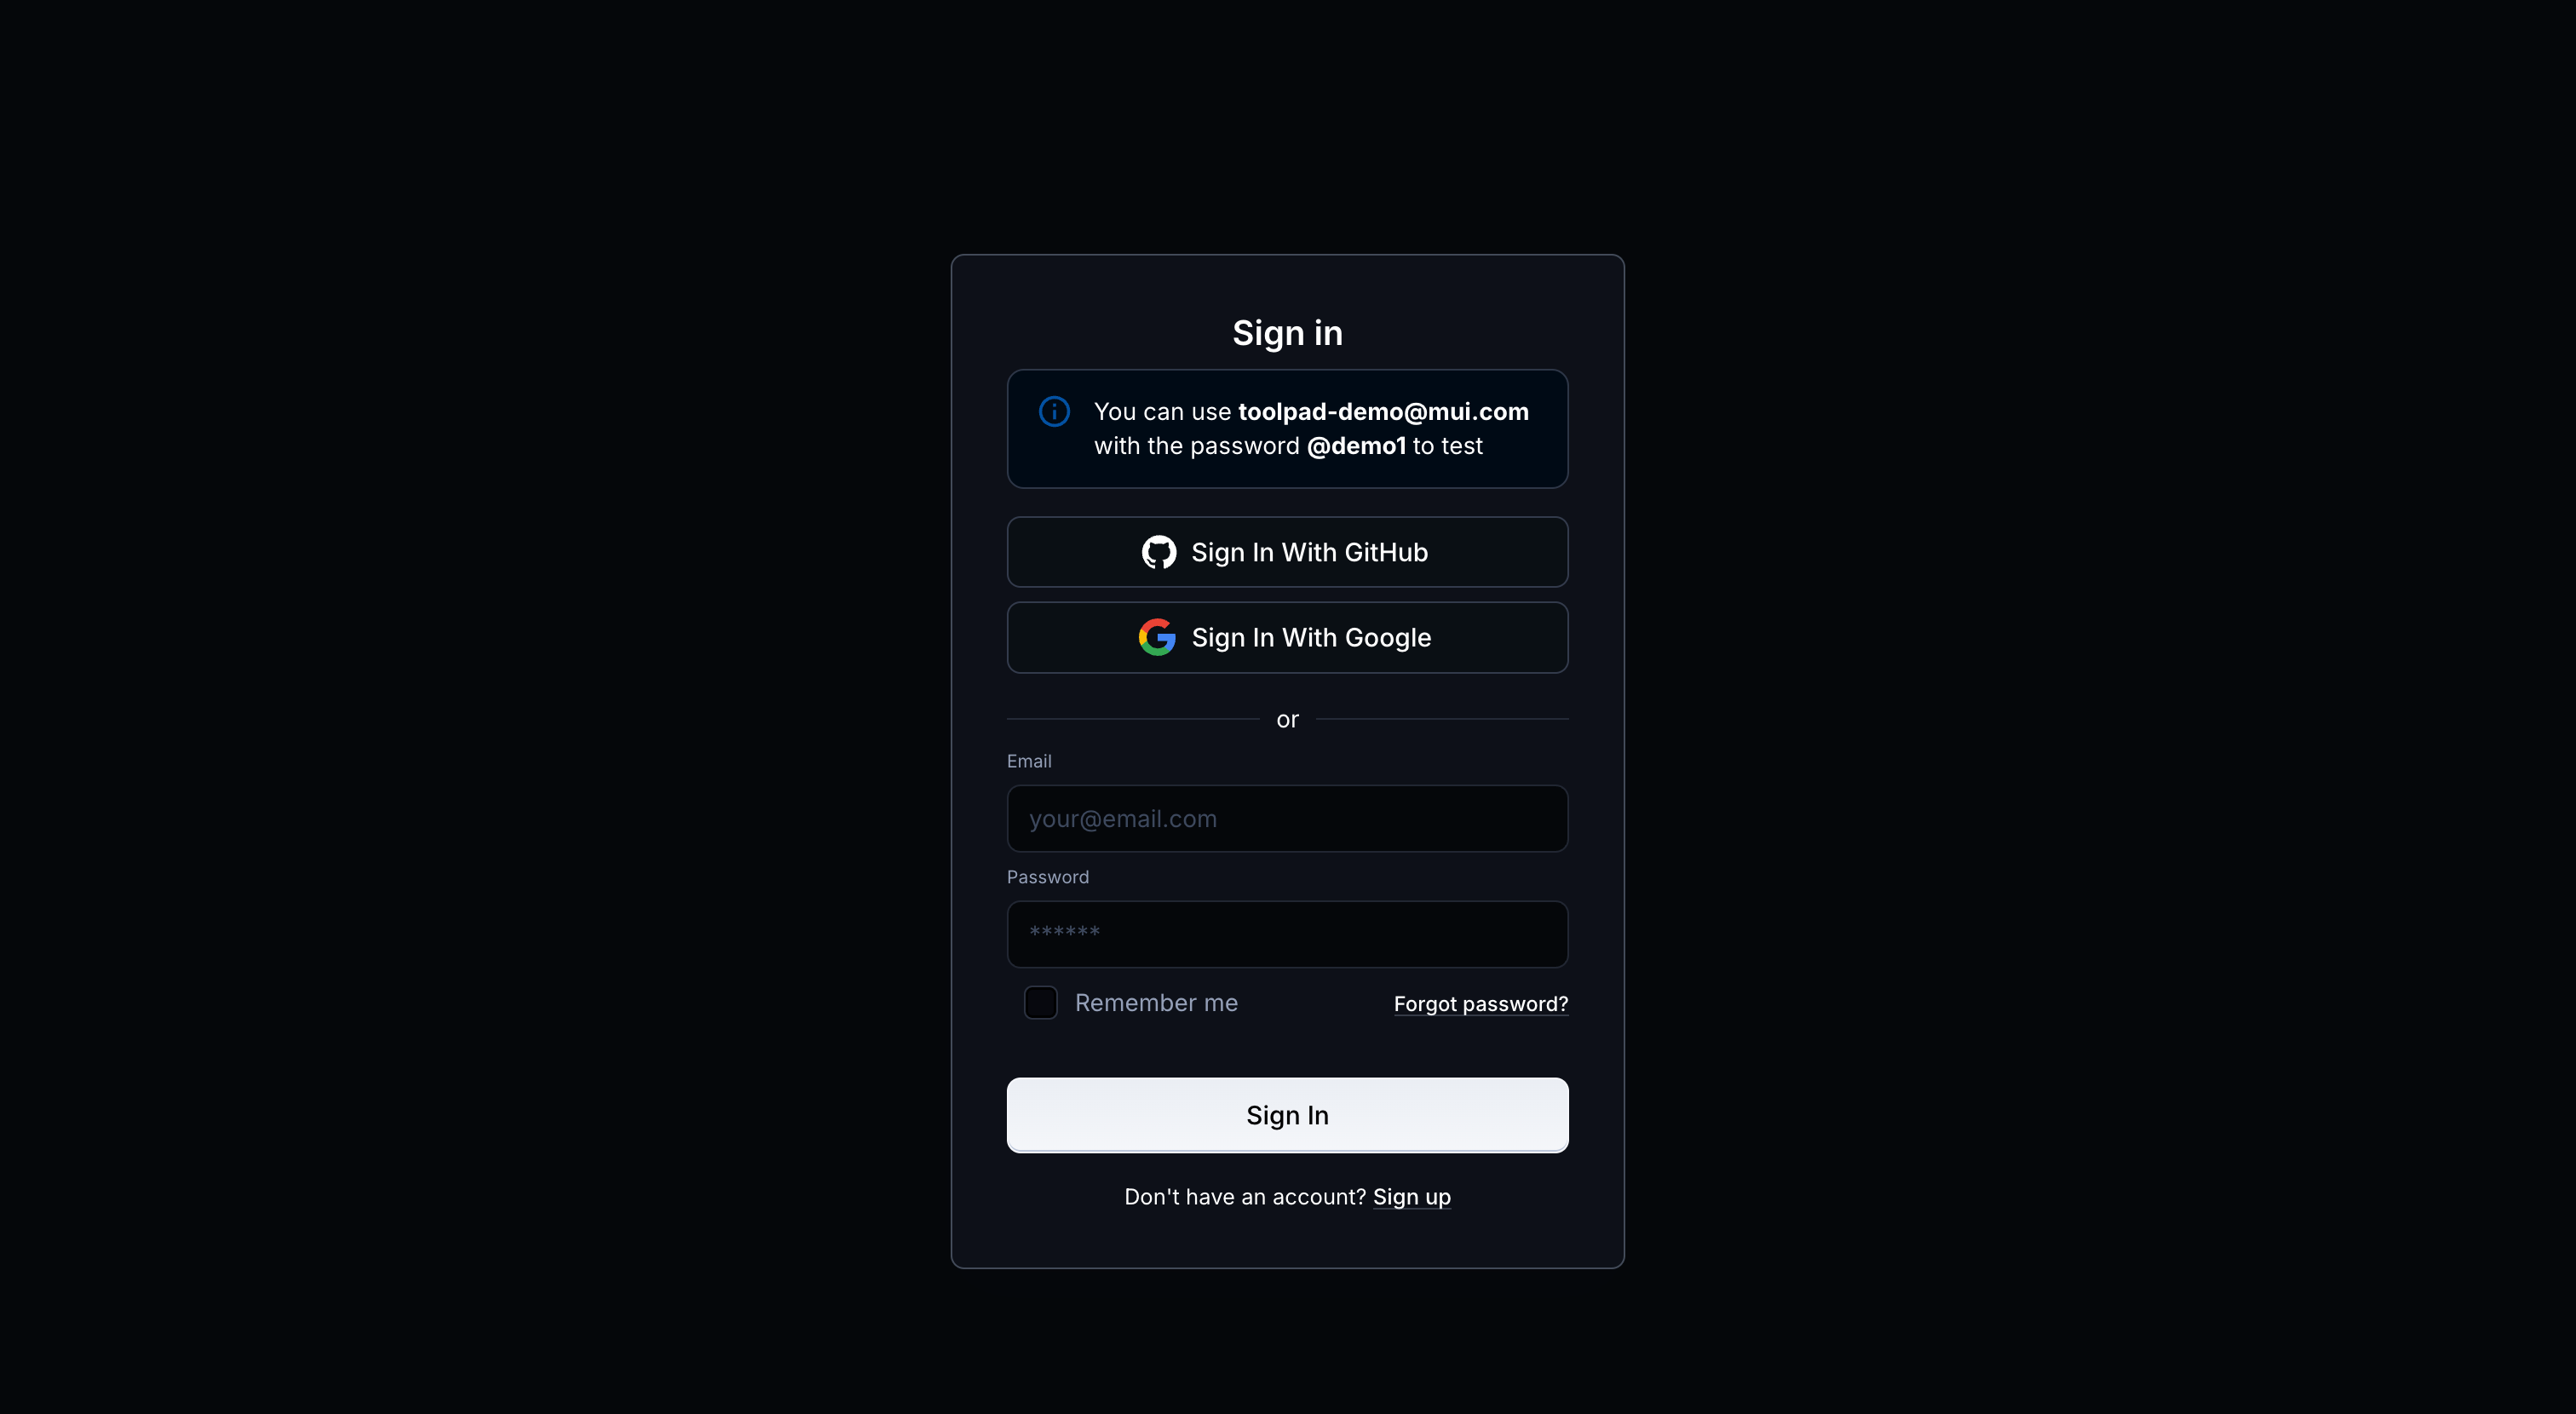 Sign in
You can use toolpad-demo@mui.com
with the password @demo1 to test
Sign In With GitHub
Sign In With Google
or
Email
your@email.com
Password
******
Remember me
Forgot password?
Sign In
Don't have an account? Sign up